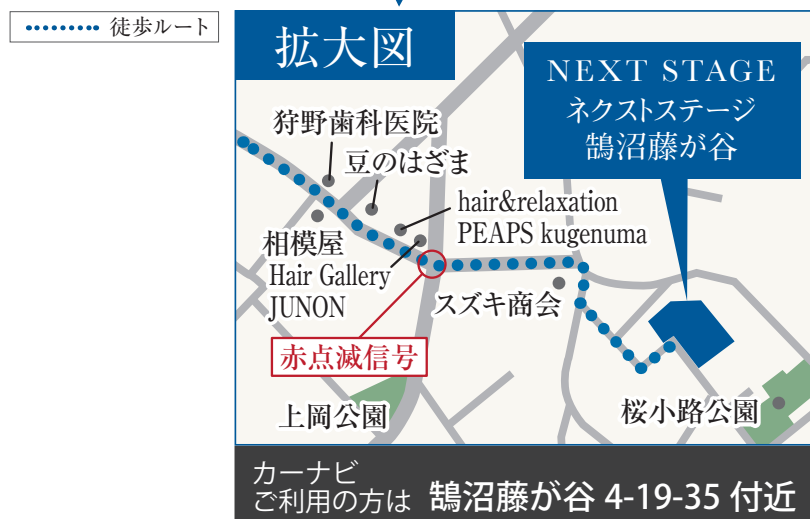 徒歩ルート
拡大図
NEXT STAGE
ネクストステージ
鵠沼藤が谷
狩野歯科医院
豆のはざま
hair&relaxation
PEAPS kugenuma
相模屋
Hair Gallery
JUNON
スズキ商会
赤点滅信号
上岡公園
桜小路公園
カーナビ
ご利用の方は 鵠沼藤が谷 4-19-35 付近